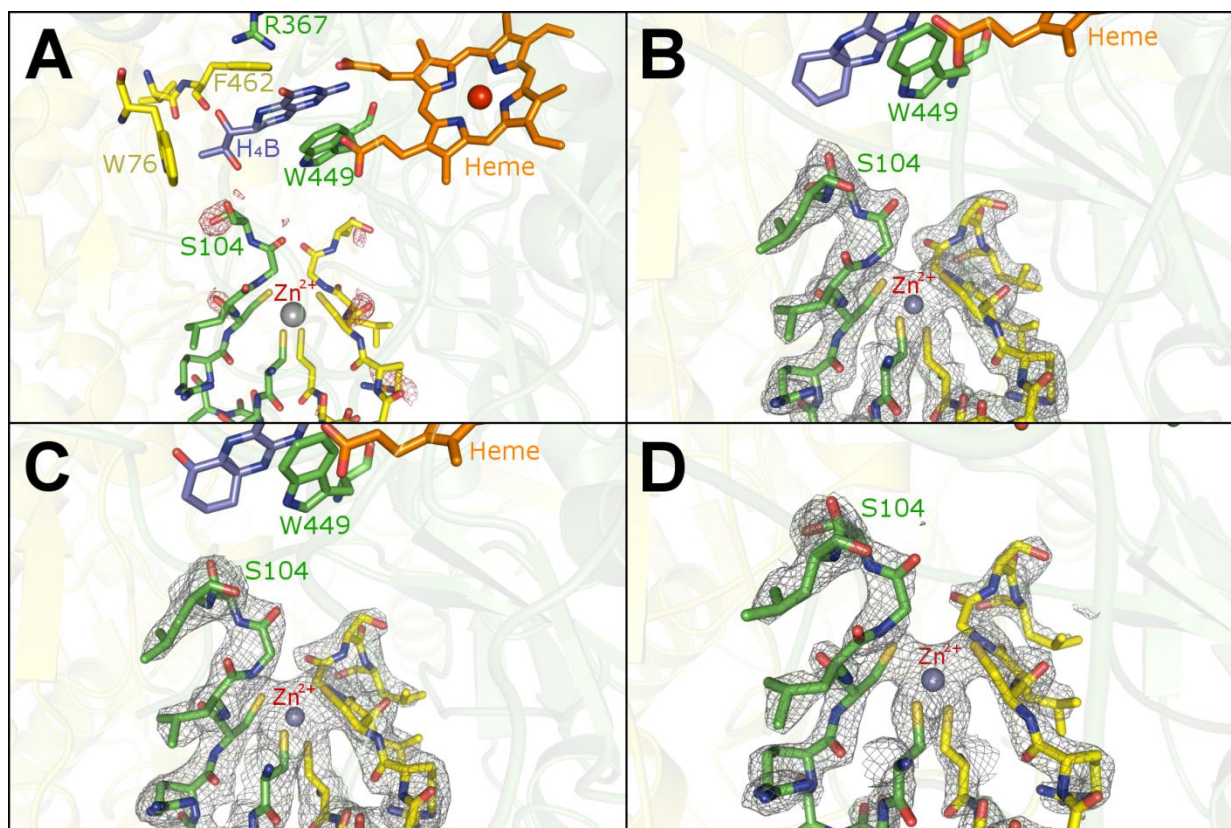 A
R367
F462
W76
H₄B
W449
Heme
S104
Zn²⁺
B
Heme
W449
S104
Zn²⁺
C
Heme
W449
S104
Zn²⁺
D
S104
Zn²⁺